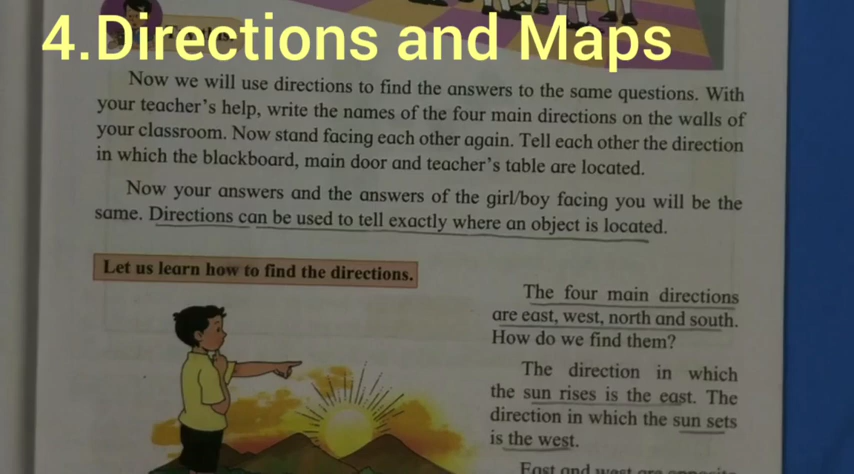 4.Directions and Maps
Now we will use directions to find the answers to the same questions. With
your teacher's help, write the names of the four main directions on the walls of
your classroom. Now stand facing each other again. Tell each other the direction
in which the blackboard, main door and teacher's table are located.
Now your answers and the answers of the girl/boy facing you will be the
same. Directions can be used to tell exactly where an object is located.
Let us learn how to find the directions.
The four main directions
are east, west, north and south.
How do we find them?
The direction in which
the sun rises is the east. The
direction in which the sun sets
is the west.
East and west are opposite